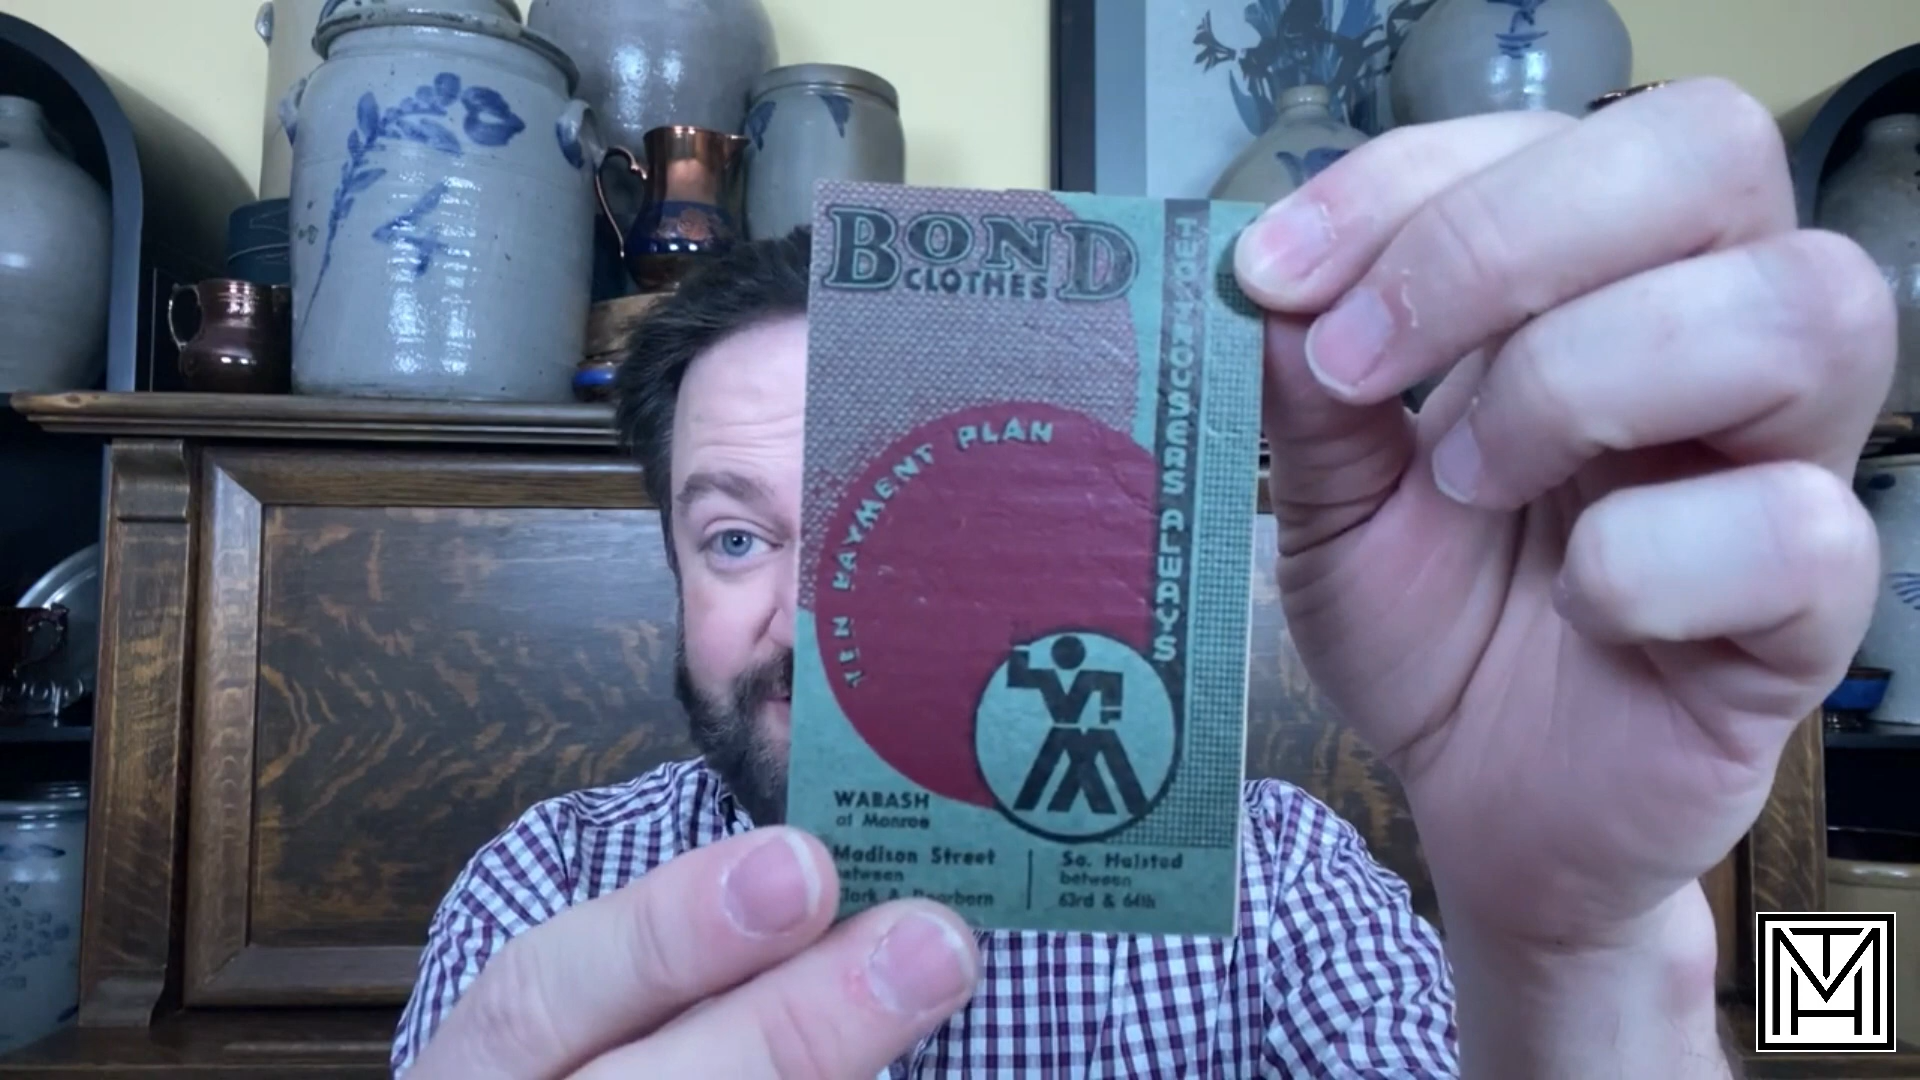 BOND
CLOTHES
TWO TROUSERS ALWAYS
TEN PAYMENT PLAN
WABASH
at Monroe
Madison Street
between
Clark & Dearborn
So. Halsted
between
63rd & 64th
4